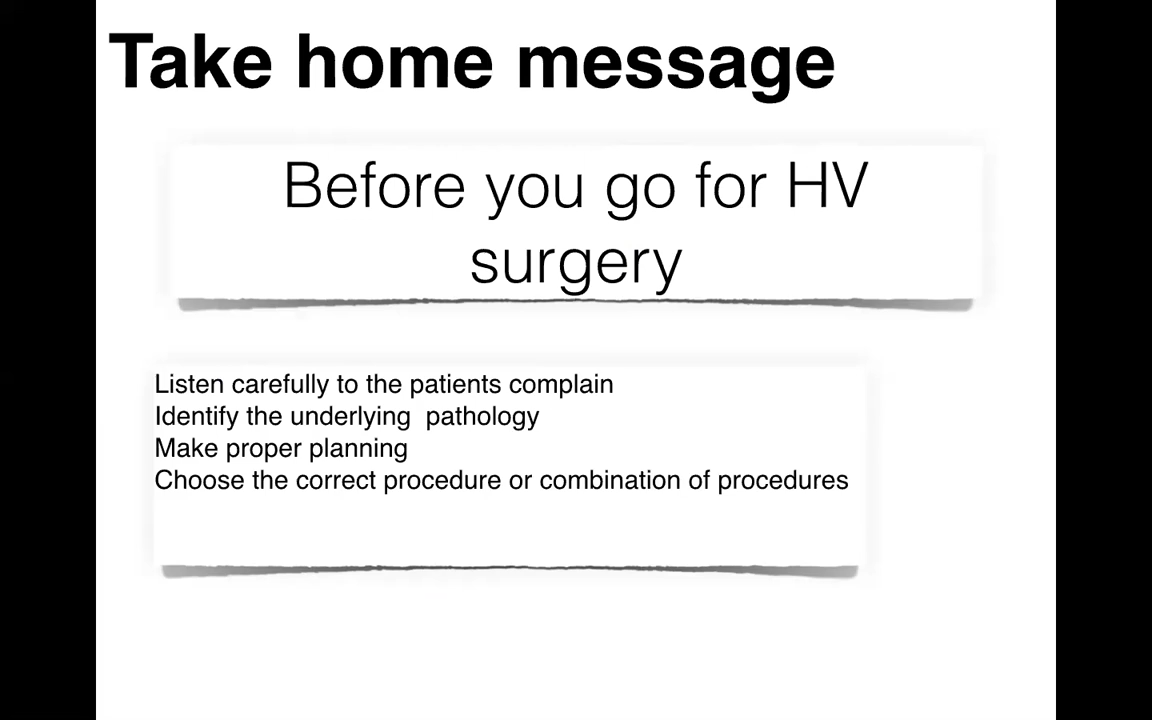 Take home message
Before you go for HV
surgery
Listen carefully to the patients complain
Identify the underlying  pathology
Make proper planning
Choose the correct procedure or combination of procedures